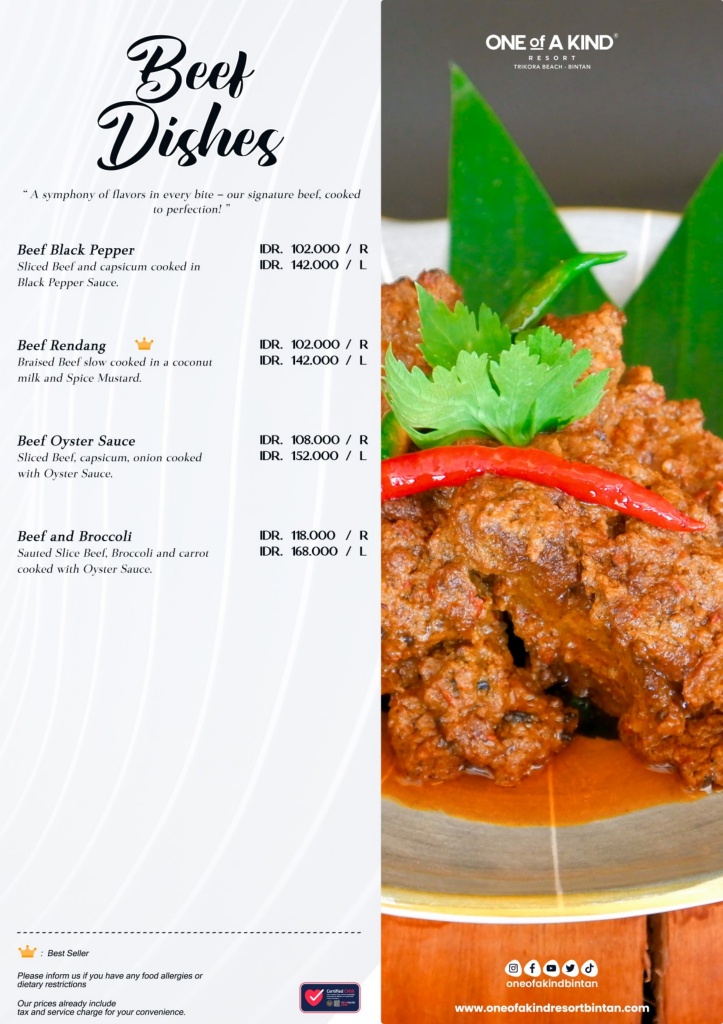 Beef
Dishes
“ A symphony of flavors in every bite – our signature beef, cooked
to perfection! ”
Beef Black Pepper
IDR. 102.000 / R
Sliced Beef and capsicum cooked in
IDR. 142.000 / L
Black Pepper Sauce.
Beef Rendang
IDR. 102.000 / R
Braised Beef slow cooked in a coconut
IDR. 142.000 / L
milk and Spice Mustard.
Beef Oyster Sauce
IDR. 108.000 / R
Sliced Beef, capsicum, onion cooked
IDR. 152.000 / L
with Oyster Sauce.
Beef and Broccoli
IDR. 118.000 / R
Sauted Slice Beef, Broccoli and carrot
IDR. 168.000 / L
cooked with Oyster Sauce.
: Best Seller
Please inform us if you have any food allergies or
dietary restrictions
Our prices already include
tax and service charge for your convenience.
Certified
ONE of A KIND®
RESORT
TRIKORA BEACH - BINTAN
oneofakindbintan
www.oneofakindresortbintan.com